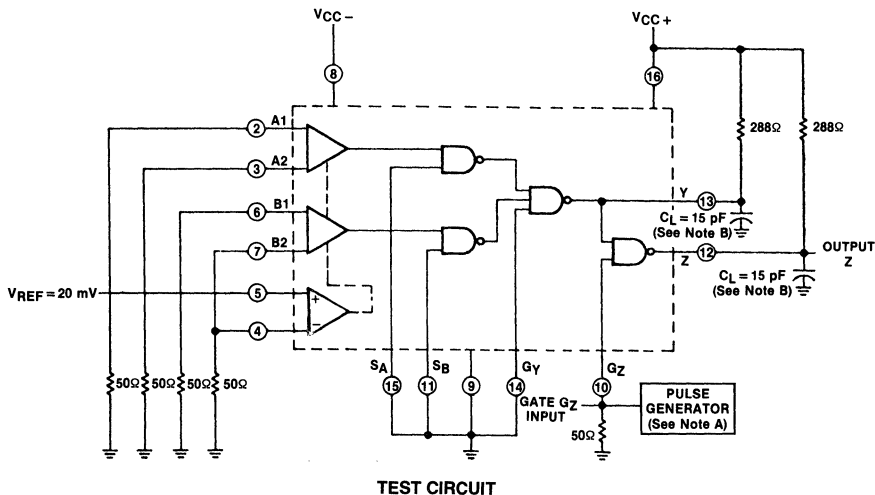 VCC−
VCC+
8
16
2 A1
3 A2
6 B1
7 B2
VREF = 20 mV
5
4
+
−
288Ω
288Ω
Y 13
CL = 15 pF
(See Note B)
Z 12
OUTPUT
Z
CL = 15 pF
(See Note B)
50Ω 50Ω 50Ω 50Ω
SA SB GY GZ
15 11 9 14 10
GATE GZ
INPUT
50Ω
PULSE
GENERATOR
(See Note A)
TEST CIRCUIT